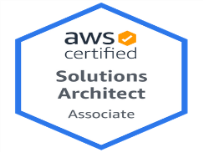 aws
certified
Solutions
Architect
Associate